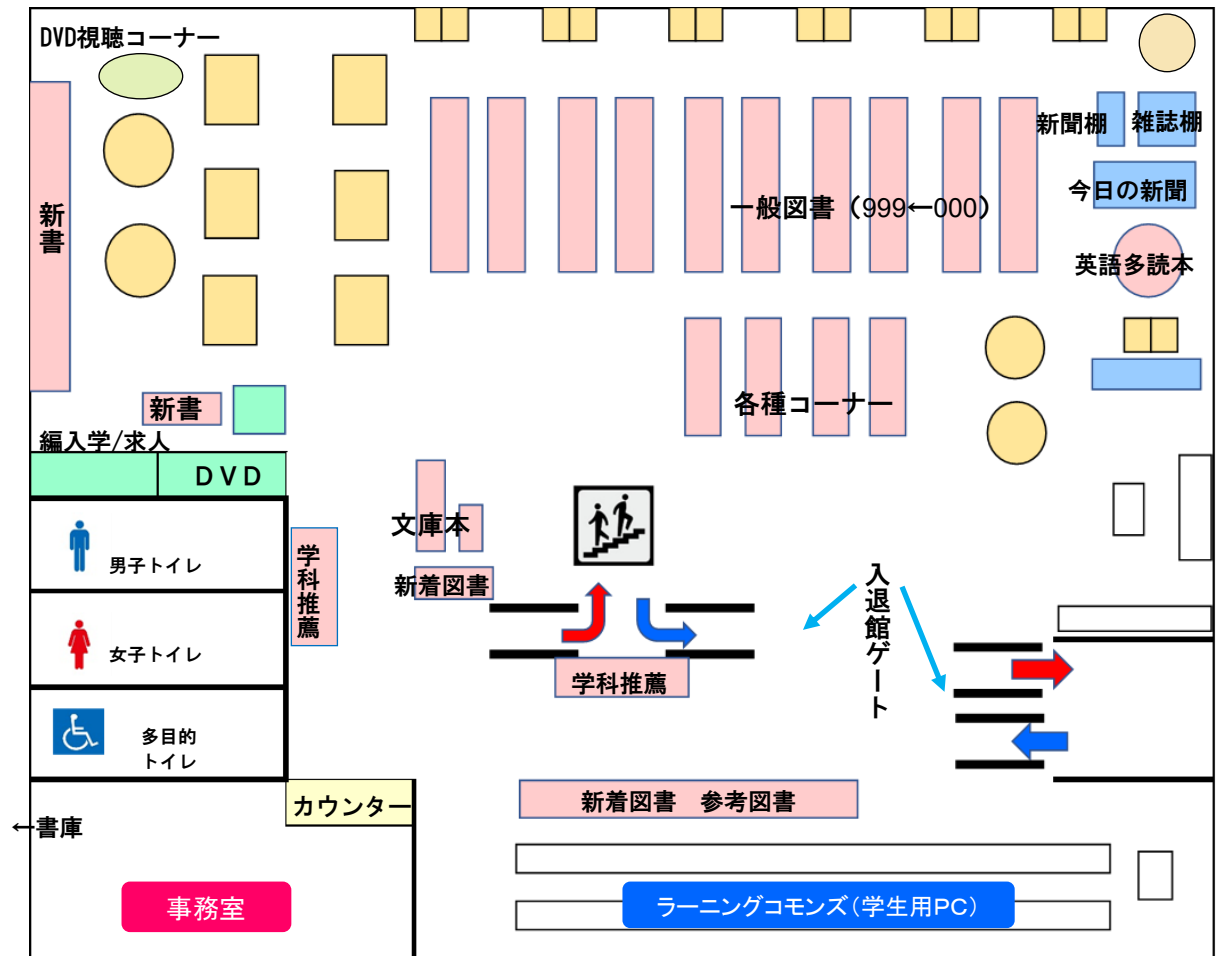 DVD視聴コーナー
新聞棚
雑誌棚
今日の新聞
新書
一般図書（999←000）
英語多読本
新書
各種コーナー
編入学/求人
ＤＶＤ
文庫本
男子トイレ
学科推薦
新着図書
入退館ゲート
女子トイレ
学科推薦
多目的
トイレ
カウンター
新着図書　参考図書
←書庫
事務室
ラーニングコモンズ（学生用PC）